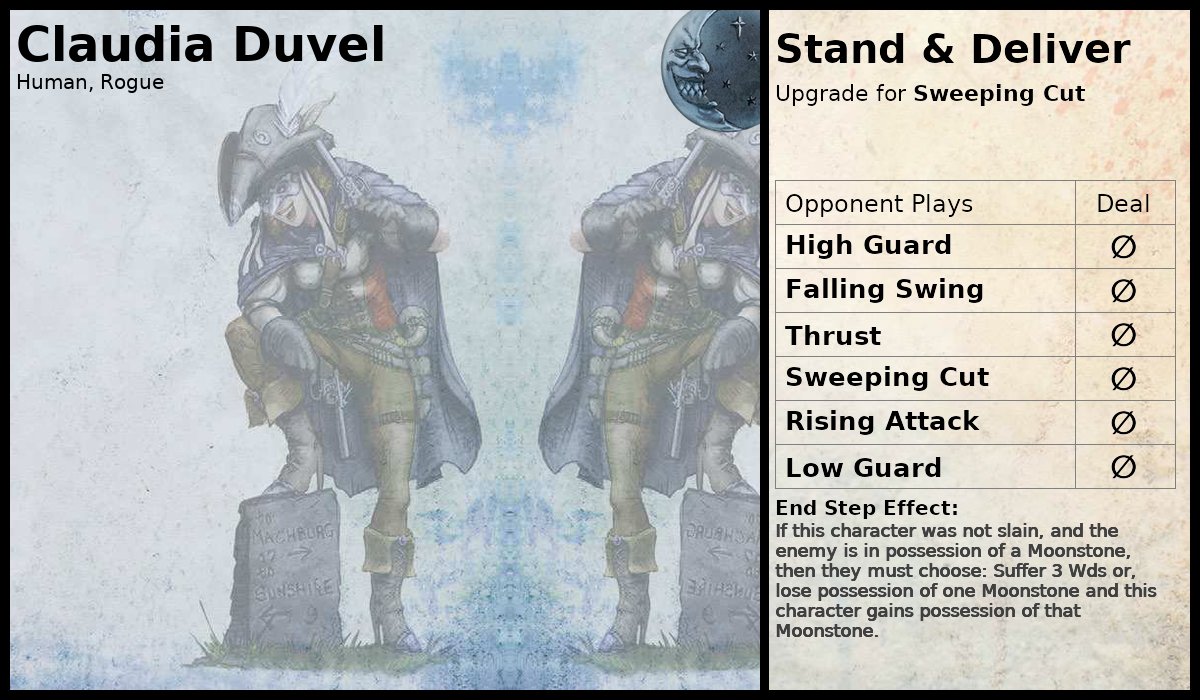 Claudia Duvel
Human, Rogue
MACHBURG
SUNSHINE
Stand & Deliver
Upgrade for Sweeping Cut
Opponent Plays Deal
High Guard ∅
Falling Swing ∅
Thrust ∅
Sweeping Cut ∅
Rising Attack ∅
Low Guard ∅
End Step Effect:
If this character was not slain, and the
enemy is in possession of a Moonstone,
then they must choose: Suffer 3 Wds or,
lose possession of one Moonstone and this
character gains possession of that
Moonstone.